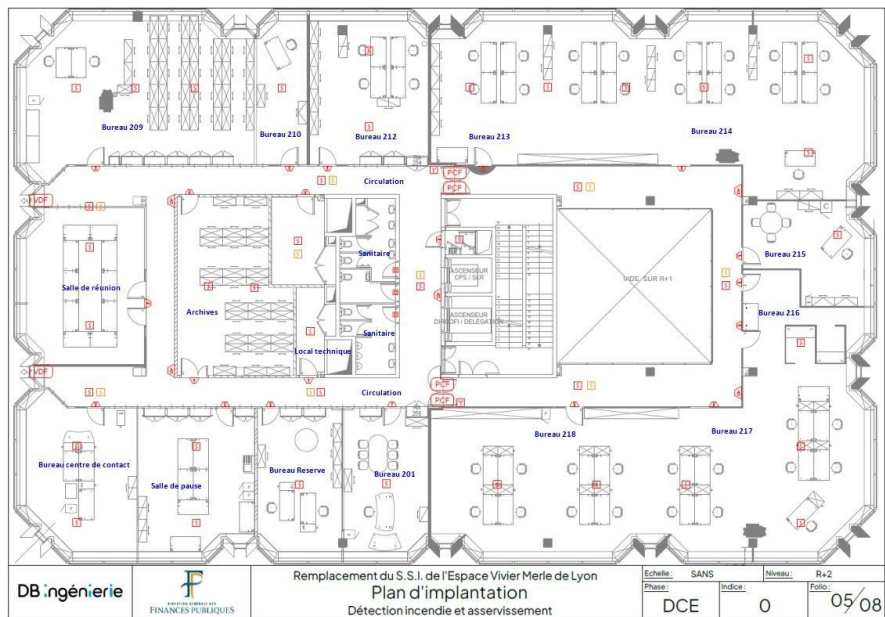 Bureau 209
Bureau 210
Bureau 212
Bureau 213
Bureau 214
Circulation
PCF
PCF
VDF
Sanitaire
Salle de réunion
Archives
ASCENSEUR
CPS / SLR
VIDE SUR R+1
Bureau 215
Bureau 216
ASCENSEUR
DIRCOFI / DELEGATION
Sanitaire
Local technique
VDF
Circulation
PCF
PCF
Bureau 218
Bureau 217
Bureau centre de contact
Salle de pause
Bureau Reserve
Bureau 201
DB ingénierie
DIRECTION GÉNÉRALE DES
FINANCES PUBLIQUES
Remplacement du S.S.I. de l'Espace Vivier Merle de Lyon
Plan d'implantation
Détection incendie et asservissement
Echelle : SANS
Niveau : R+2
Phase : DCE
Indice : 0
Folio : 05/08